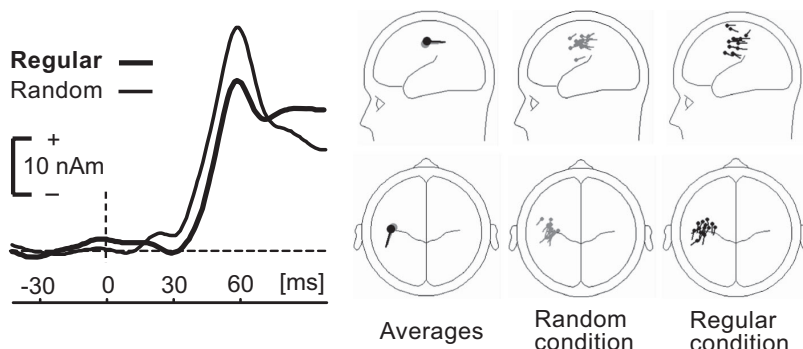 Regular
Random
+
10 nAm
–
-30 0 30 60 [ms]
Averages
Random
condition
Regular
condition